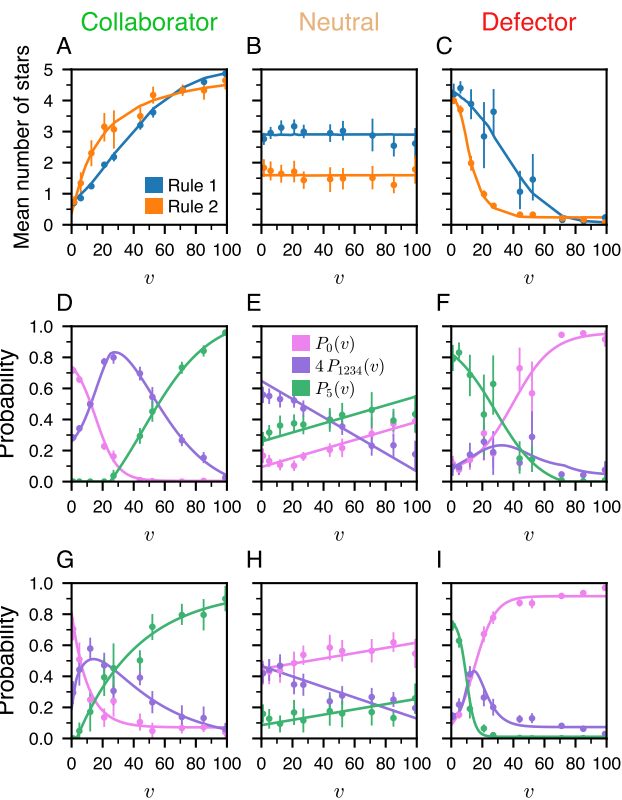 Collaborator Neutral Defector
A B C
Mean number of stars
5
4
3
2
1
0
Rule 1
Rule 2
0 20 40 60 80 100 0 20 40 60 80 100 0 20 40 60 80 100
v v v
D E F
Probability
1.0
0.8
0.6
0.4
0.2
0.0
P₀(v)
4 P₁₂₃₄(v)
P₅(v)
0 20 40 60 80 100 0 20 40 60 80 100 0 20 40 60 80 100
v v v
G H I
Probability
1.0
0.8
0.6
0.4
0.2
0.0
0 20 40 60 80 100 0 20 40 60 80 100 0 20 40 60 80 100
v v v